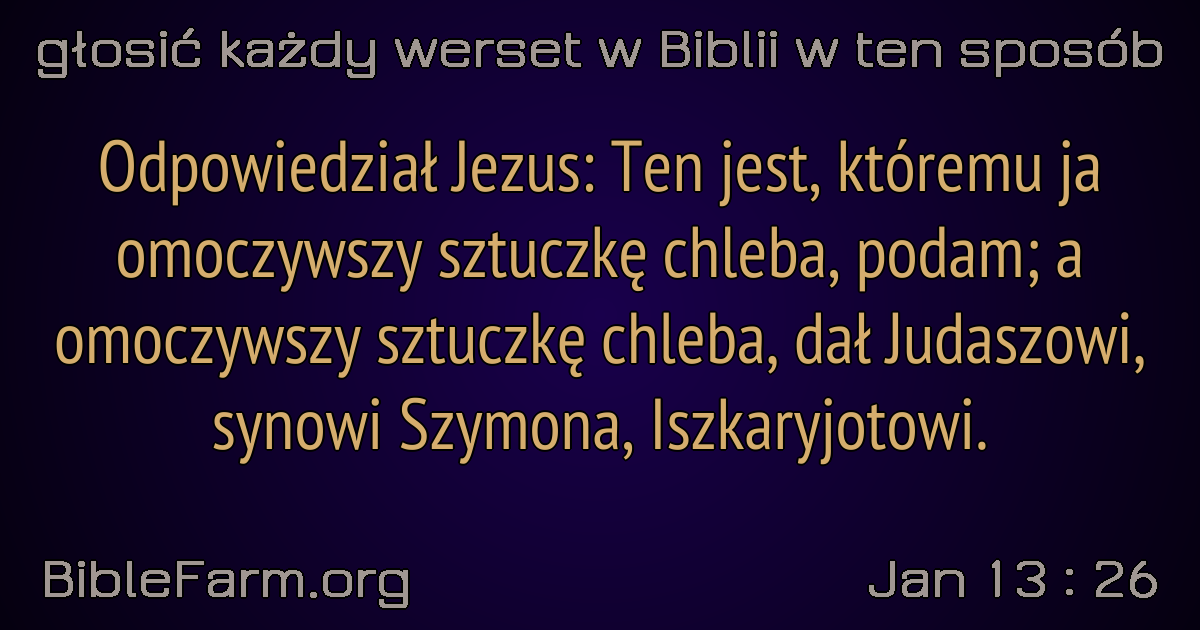 głosić każdy werset w Biblii w ten sposób
Odpowiedział Jezus: Ten jest, któremu ja
omoczywszy sztuczkę chleba, podam; a
omoczywszy sztuczkę chleba, dał Judaszowi,
synowi Szymona, Iszkaryjotowi.
BibleFarm.org
Jan 13 : 26